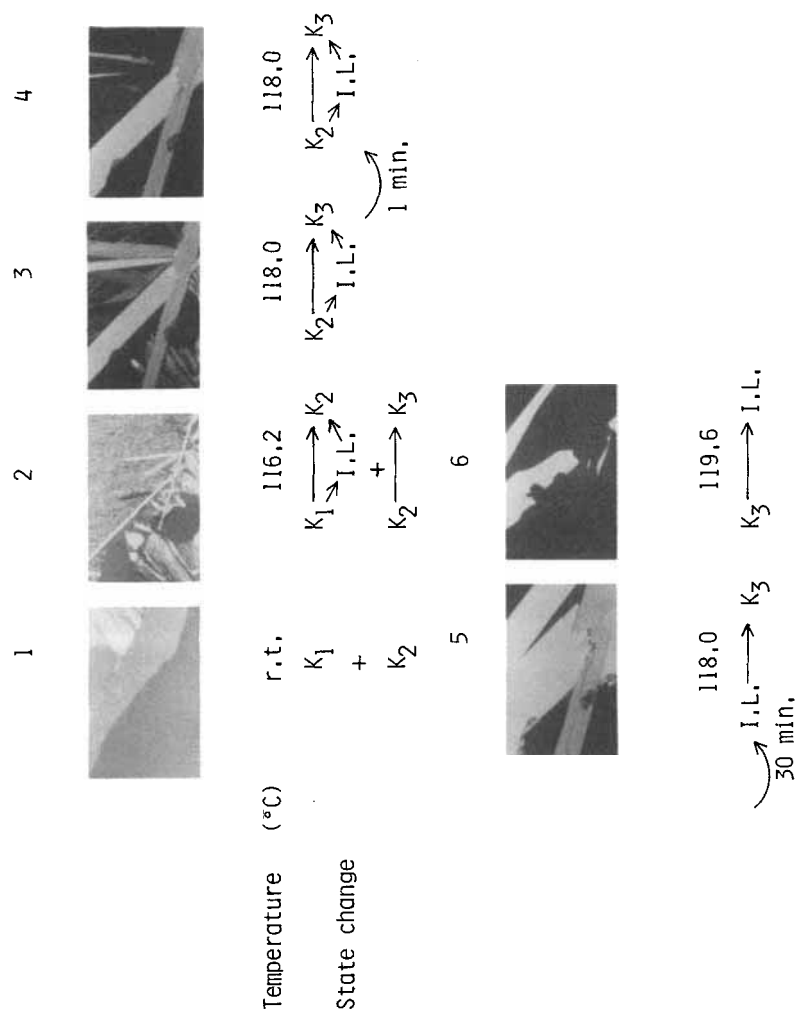 1 2 3 4
Temperature (°C) r.t. 116.2 118.0 118.0
State change K1 K1 → K2 K2 → K3 K2 → K3
I.L. I.L. I.L.
+ + 1 min.
K2 K2 → K3
5 6
118.0 119.6
I.L. → K3 K3 → I.L.
30 min.